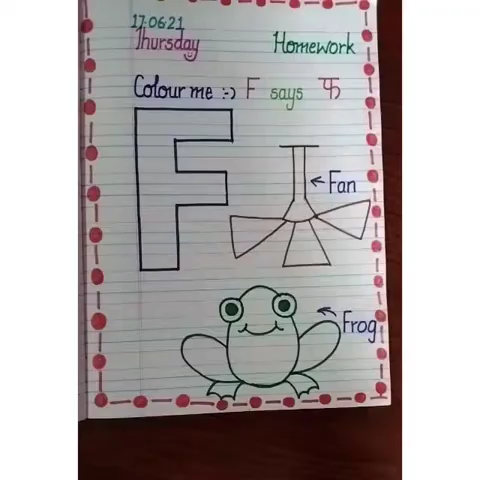 17.06.21
Thursday Homework
Colour me :-) F says फ
F
Fan
Frog